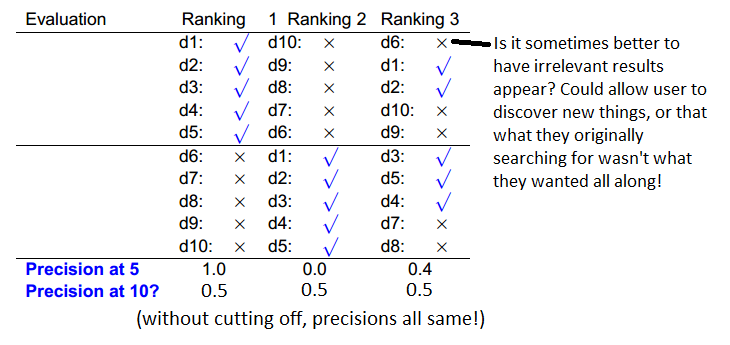 Evaluation Ranking 1 Ranking 2 Ranking 3
d1: √ d10: × d6: ×
d2: √ d9: × d1: √
d3: √ d8: × d2: √
d4: √ d7: × d10: ×
d5: √ d6: × d9: ×
d6: × d1: √ d3: √
d7: × d2: √ d5: √
d8: × d3: √ d4: √
d9: × d4: √ d7: ×
d10: × d5: √ d8: ×
Precision at 5 1.0 0.0 0.4
Precision at 10? 0.5 0.5 0.5
(without cutting off, precisions all same!)
Is it sometimes better to
have irrelevant results
appear? Could allow user to
discover new things, or that
what they originally
searching for wasn't what
they wanted all along!